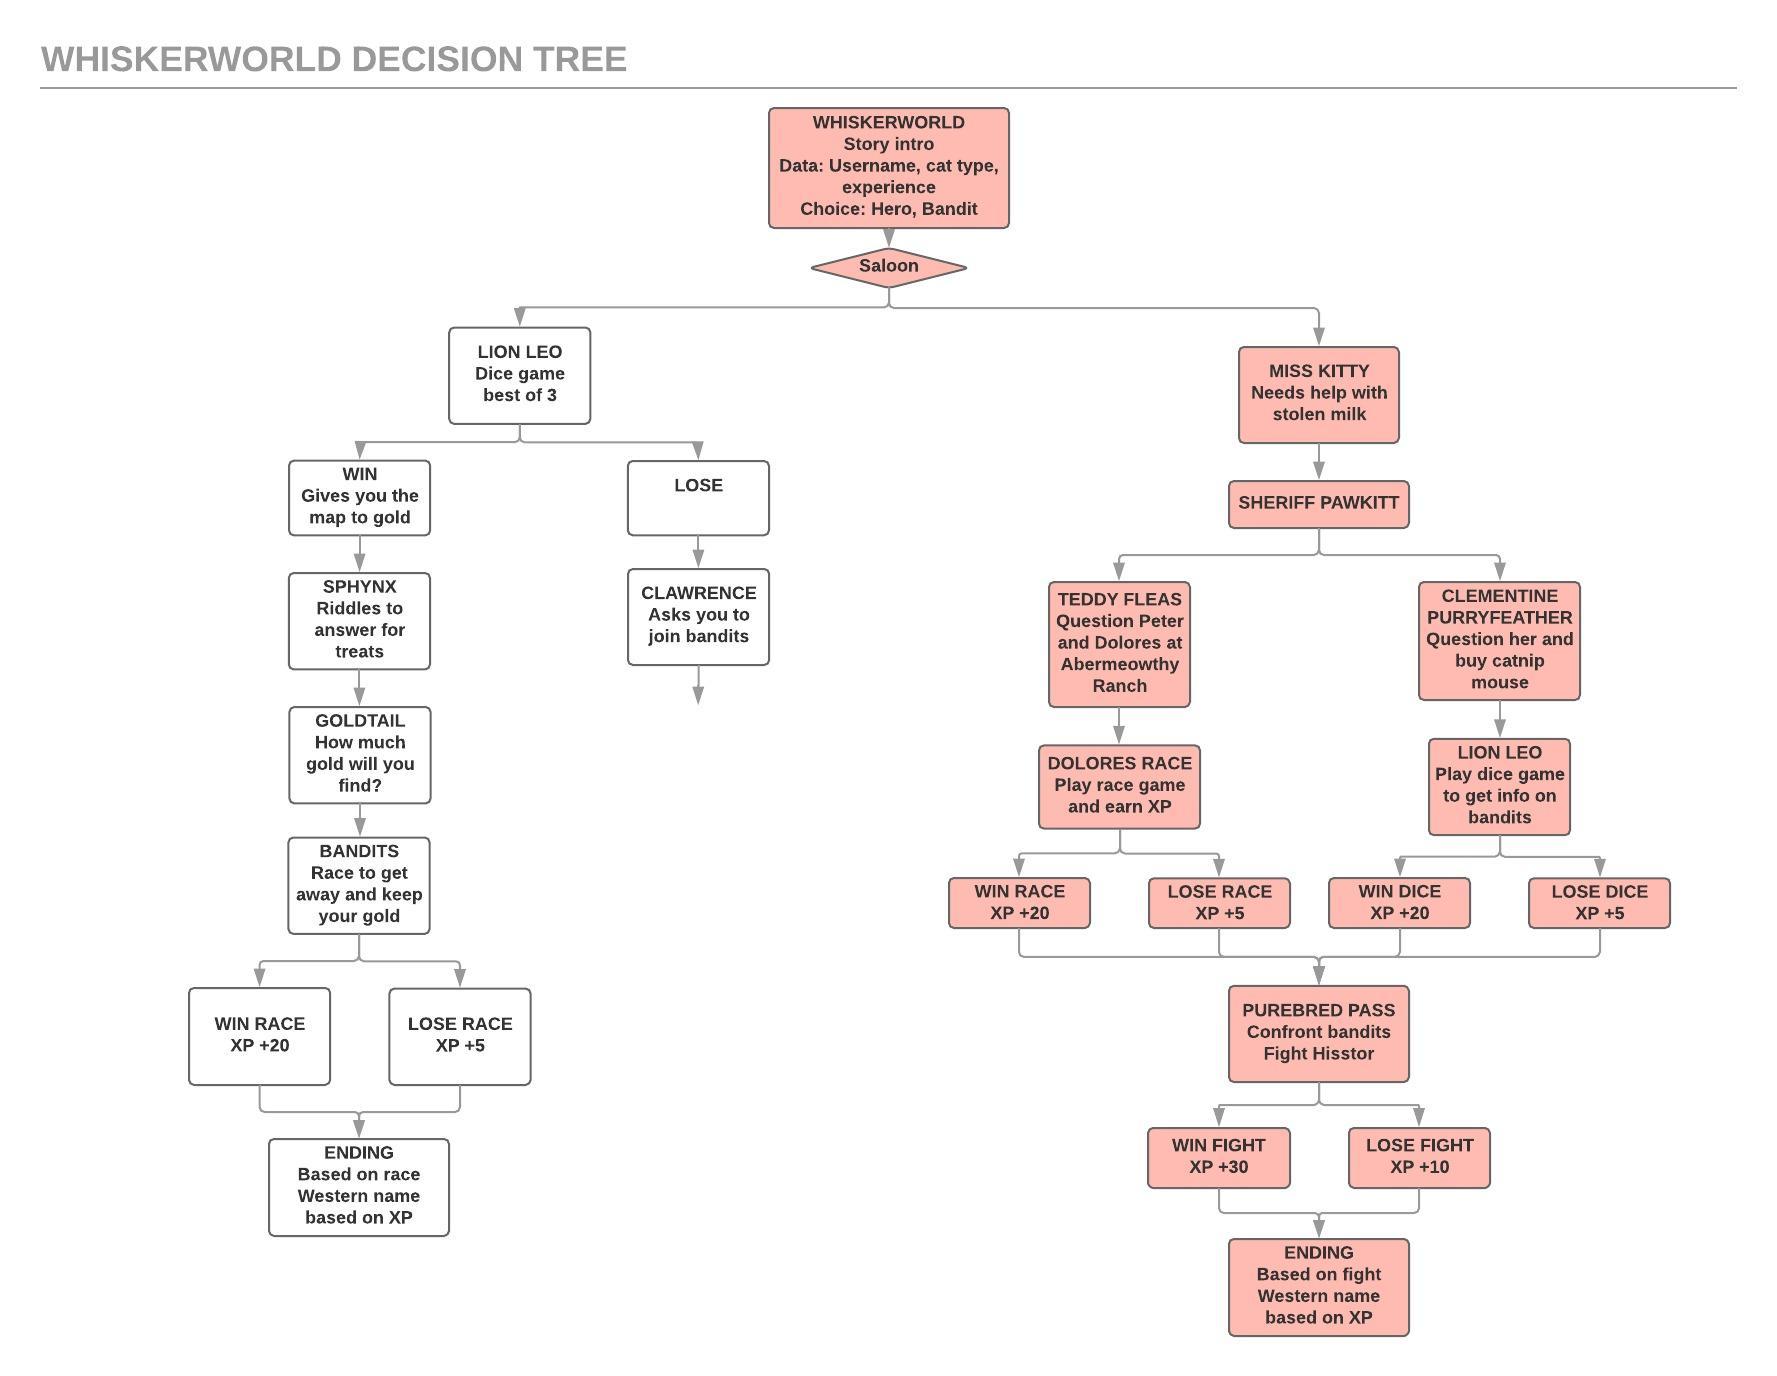 WHISKERWORLD DECISION TREE
WHISKERWORLD
Story intro
Data: Username, cat type,
experience
Choice: Hero, Bandit
Saloon
LION LEO
Dice game
best of 3
WIN
Gives you the
map to gold
LOSE
SPHYNX
Riddles to
answer for
treats
CLAWRENCE
Asks you to
join bandits
GOLDTAIL
How much
gold will you
find?
BANDITS
Race to get
away and keep
your gold
WIN RACE
XP +20
LOSE RACE
XP +5
ENDING
Based on race
Western name
based on XP
MISS KITTY
Needs help with
stolen milk
SHERIFF PAWKITT
TEDDY FLEAS
Question Peter
and Dolores at
Abermeowthy
Ranch
CLEMENTINE
PURRYFEATHER
Question her and
buy catnip
mouse
DOLORES RACE
Play race game
and earn XP
LION LEO
Play dice game
to get info on
bandits
WIN RACE
XP +20
LOSE RACE
XP +5
WIN DICE
XP +20
LOSE DICE
XP +5
PUREBRED PASS
Confront bandits
Fight Hisstor
WIN FIGHT
XP +30
LOSE FIGHT
XP +10
ENDING
Based on fight
Western name
based on XP